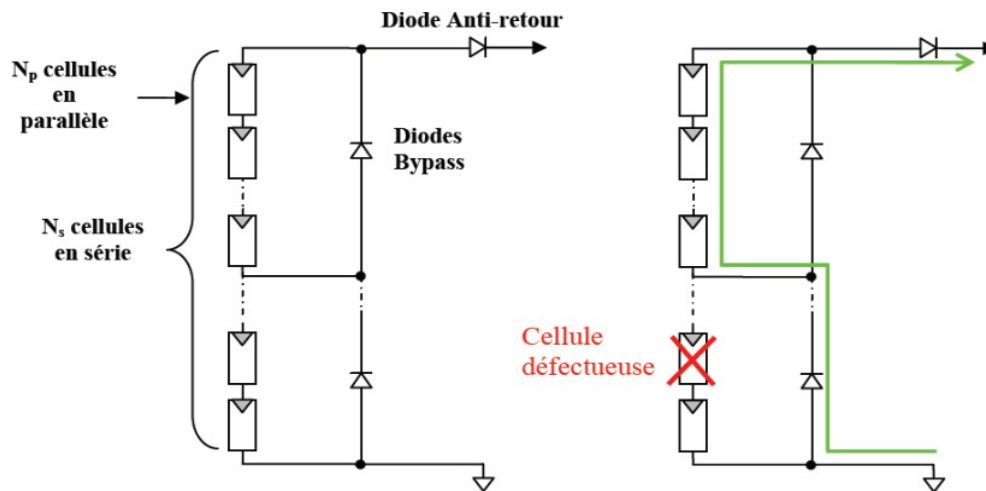 Diode Anti-retour
Np cellules
en
parallèle
Diodes
Bypass
Ns cellules
en série
Cellule
défectueuse